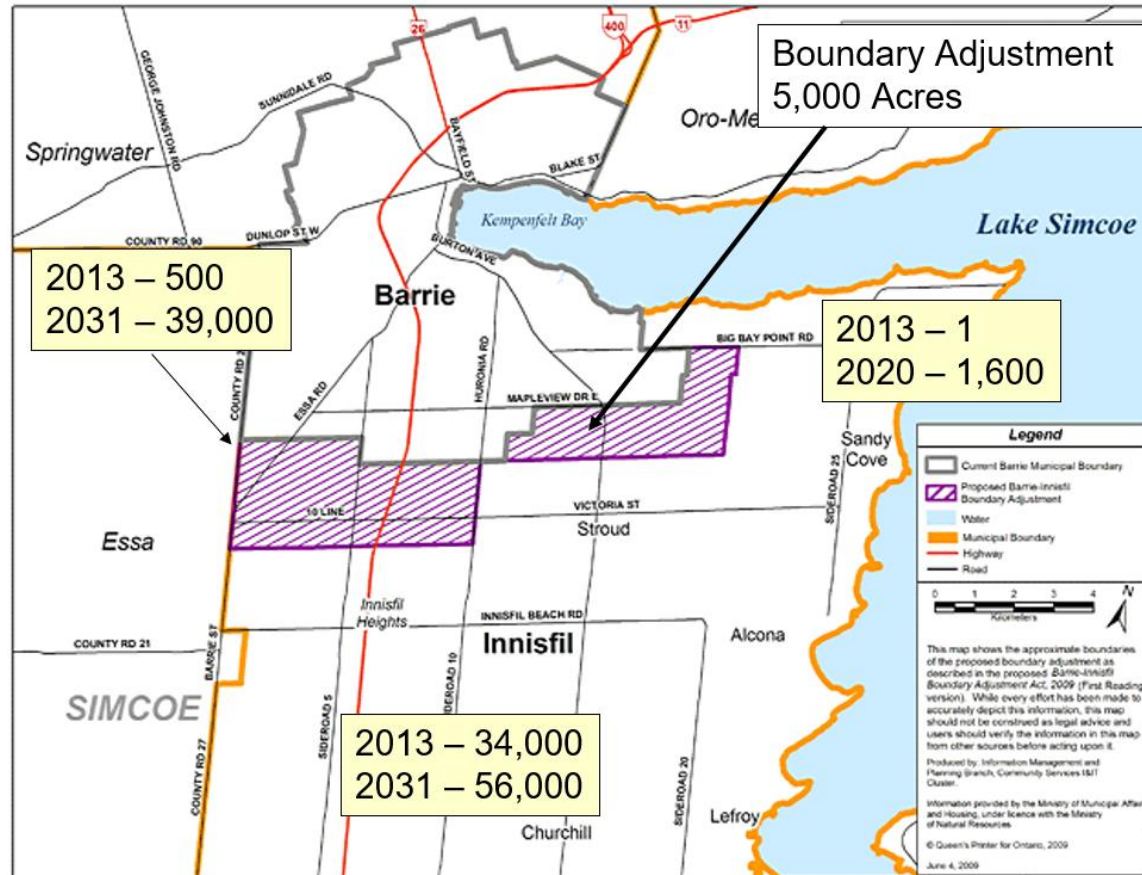 26
400
11
Boundary Adjustment
5,000 Acres
GEORGE JOHNSTON RD
SUNNIDALE RD
BAYFIELD ST
Oro-Me
Springwater
BLAKE ST
Kempenfelt Bay
Lake Simcoe
COUNTY RD 90
DUNLOP ST W
BURTON AVE
2013 – 500
2031 – 39,000
Barrie
2013 – 1
2020 – 1,600
BIG BAY POINT RD
COUNTY RD 2
ESSA RD
HURONIA RD
MAPLEVIEW DR E
Sandy
Cove
SIDEROAD 25
10 LINE
VICTORIA ST
Stroud
Essa
Innisfil
Heights
INNISFIL BEACH RD
Innisfil
Alcona
COUNTY RD 21
BARRIE ST
SIMCOE
SIDEROAD 5
SIDEROAD 10
2013 – 34,000
2031 – 56,000
COUNTY RD 27
SIDEROAD 20
Lefroy
Churchill
Legend
Current Barrie Municipal Boundary
Proposed Barrie-Innisfil
Boundary Adjustment
Water
Municipal Boundary
Highway
Road
0 1 2 3 4
Kilometers
N
This map shows the approximate boundaries
of the proposed boundary adjustment as
described in the proposed Barrie-Innisfil
Boundary Adjustment Act, 2009 (First Reading
version). While every effort has been made to
accurately depict this information, this map
should not be construed as legal advice and
users should verify the information in this map
from other sources before acting upon it.
Produced by: Information Management and
Planning Branch, Community Services I&IT
Cluster.
Information provided by the Ministry of Municipal Affair
and Housing, under licence with the Ministry
of Natural Resources
© Queen's Printer for Ontario, 2009
June 4, 2009